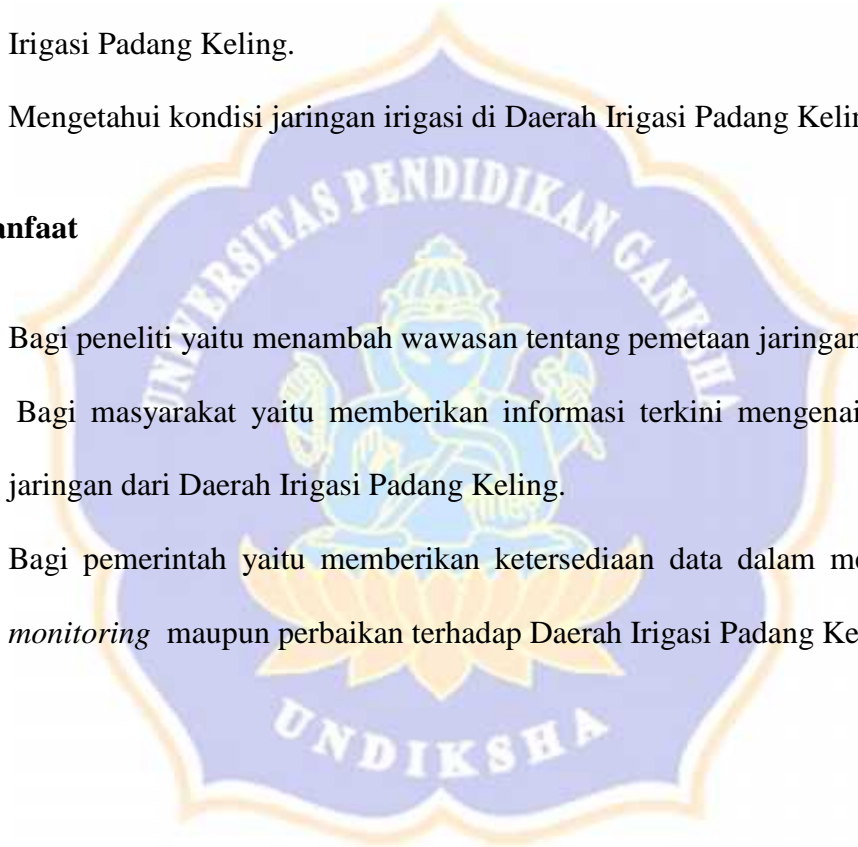 Irigasi Padang Keling.
Mengetahui kondisi jaringan irigasi di Daerah Irigasi Padang Kelin
anfaat
Bagi peneliti yaitu menambah wawasan tentang pemetaan jaringan
Bagi masyarakat yaitu memberikan informasi terkini mengenai
jaringan dari Daerah Irigasi Padang Keling.
Bagi pemerintah yaitu memberikan ketersediaan data dalam me
monitoring maupun perbaikan terhadap Daerah Irigasi Padang Ke
UNIVERSITAS PENDIDIKAN GANESHA
UNDIKSHA